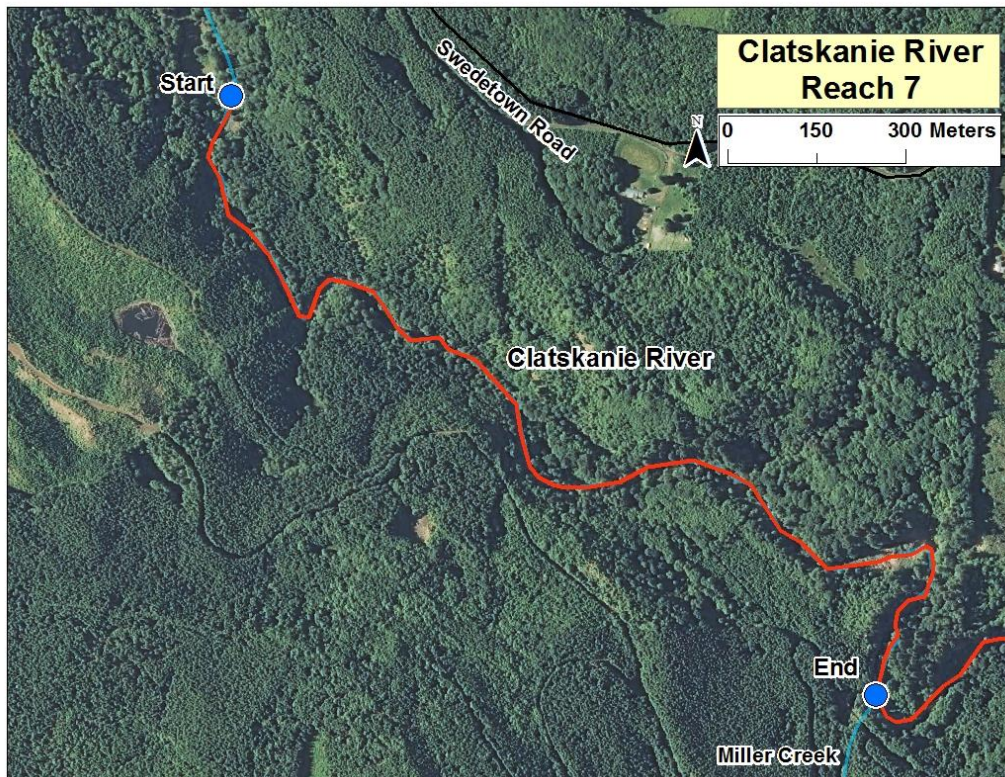 Clatskanie River
Reach 7
N
0 150 300 Meters
Start
Swedetown Road
Clatskanie River
End
Miller Creek